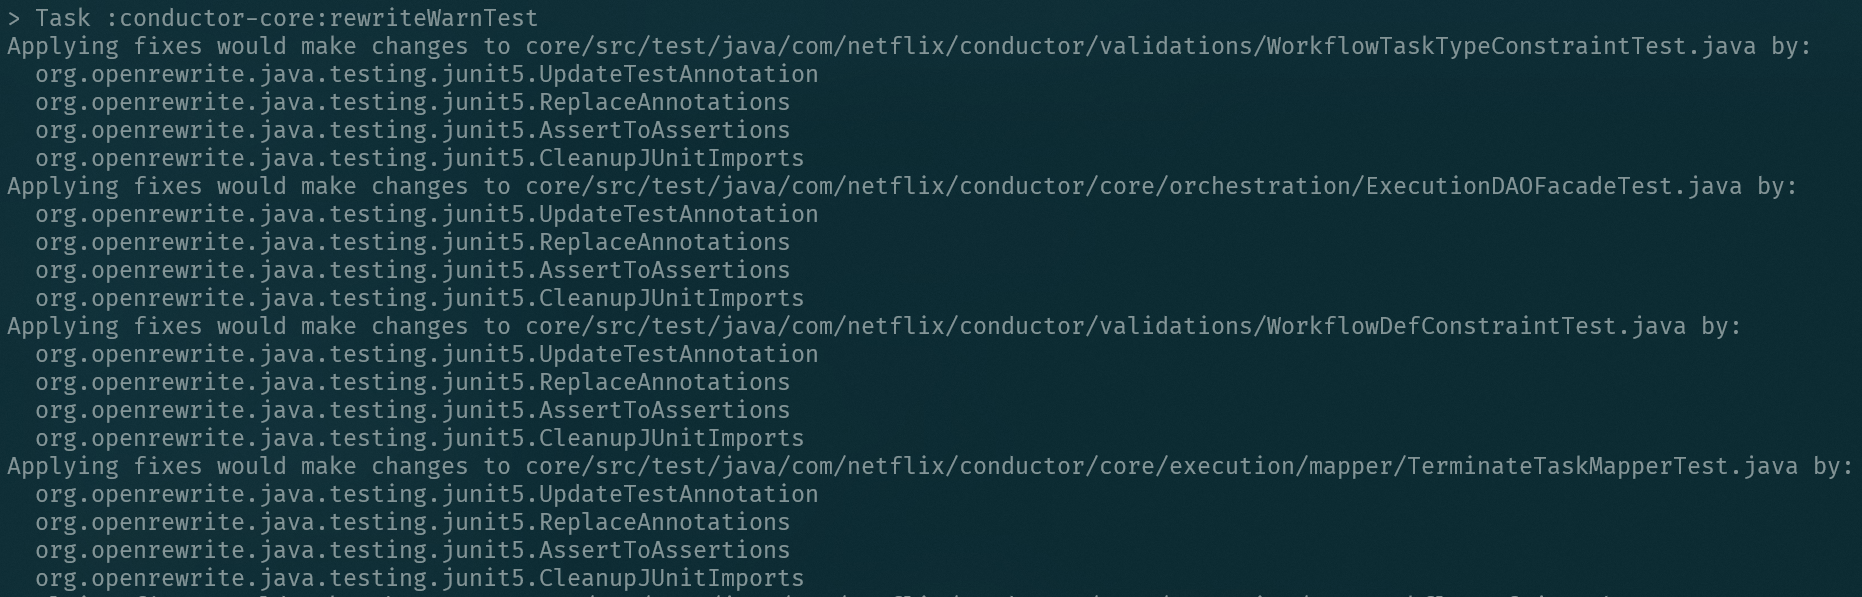 > Task :conductor-core:rewriteWarnTest
Applying fixes would make changes to core/src/test/java/com/netflix/conductor/validations/WorkflowTaskTypeConstraintTest.java by:
  org.openrewrite.java.testing.junit5.UpdateTestAnnotation
  org.openrewrite.java.testing.junit5.ReplaceAnnotations
  org.openrewrite.java.testing.junit5.AssertToAssertions
  org.openrewrite.java.testing.junit5.CleanupJUnitImports
Applying fixes would make changes to core/src/test/java/com/netflix/conductor/core/orchestration/ExecutionDAOFacadeTest.java by:
  org.openrewrite.java.testing.junit5.UpdateTestAnnotation
  org.openrewrite.java.testing.junit5.ReplaceAnnotations
  org.openrewrite.java.testing.junit5.AssertToAssertions
  org.openrewrite.java.testing.junit5.CleanupJUnitImports
Applying fixes would make changes to core/src/test/java/com/netflix/conductor/validations/WorkflowDefConstraintTest.java by:
  org.openrewrite.java.testing.junit5.UpdateTestAnnotation
  org.openrewrite.java.testing.junit5.ReplaceAnnotations
  org.openrewrite.java.testing.junit5.AssertToAssertions
  org.openrewrite.java.testing.junit5.CleanupJUnitImports
Applying fixes would make changes to core/src/test/java/com/netflix/conductor/core/execution/mapper/TerminateTaskMapperTest.java by:
  org.openrewrite.java.testing.junit5.UpdateTestAnnotation
  org.openrewrite.java.testing.junit5.ReplaceAnnotations
  org.openrewrite.java.testing.junit5.AssertToAssertions
  org.openrewrite.java.testing.junit5.CleanupJUnitImports